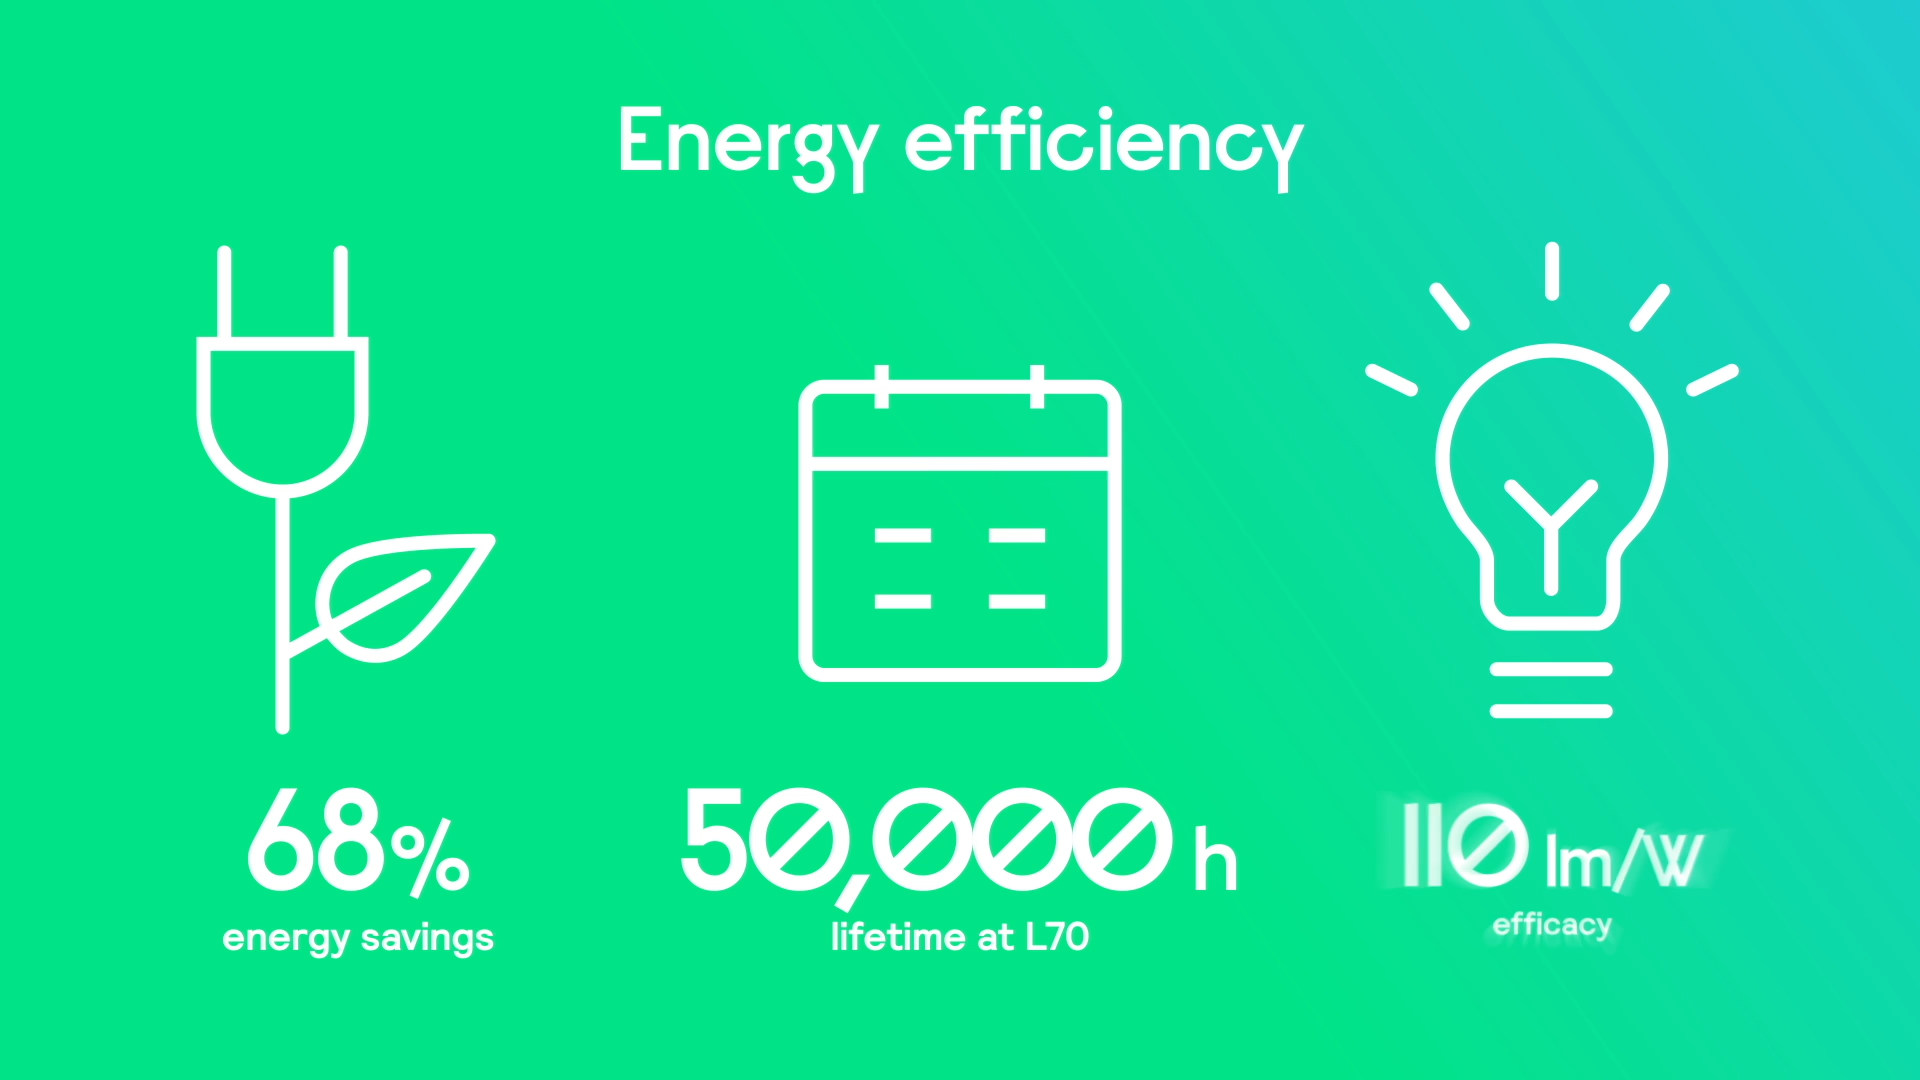 Energy efficiency
68%
energy savings
50,000 h
lifetime at L70
110 lm/W
efficacy